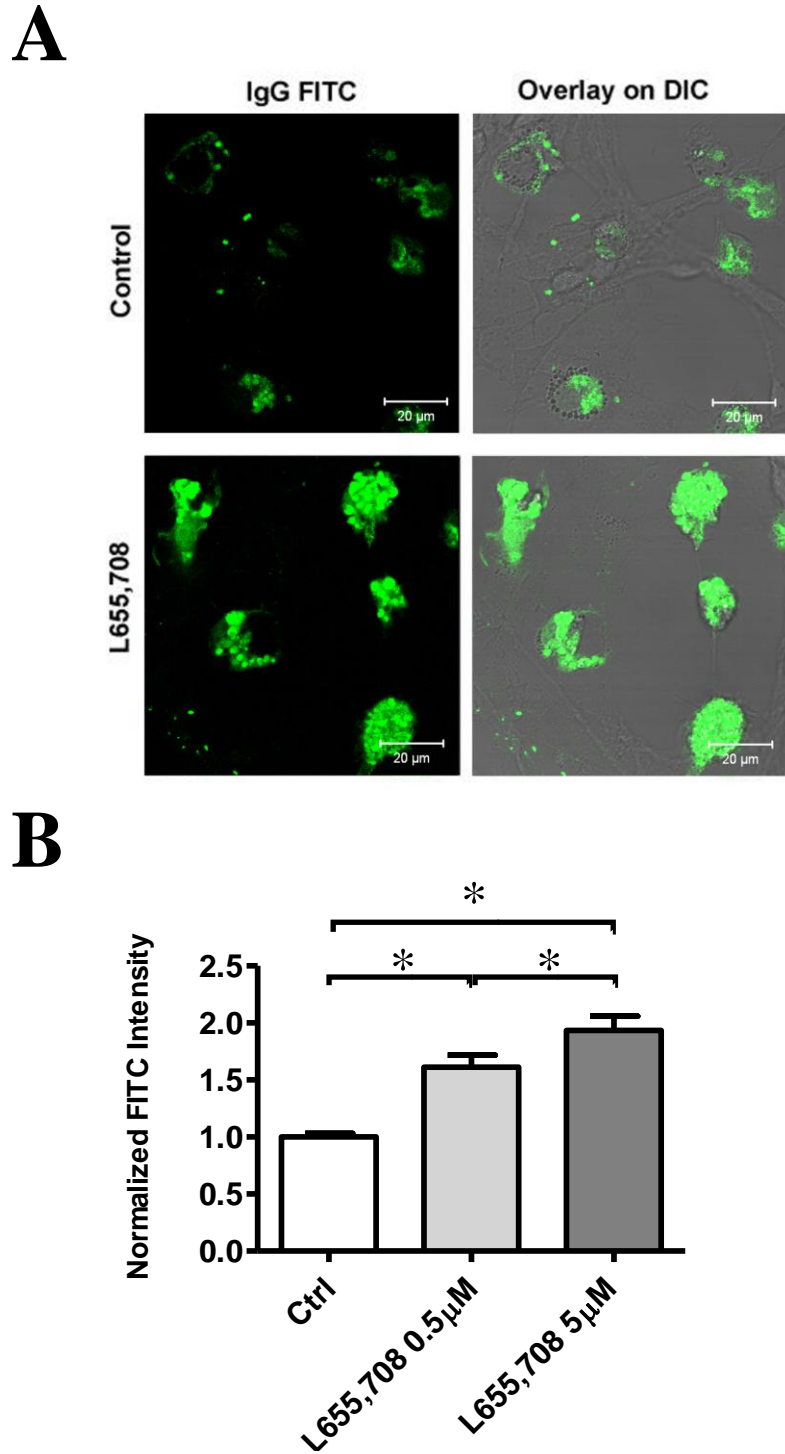 A
IgG FITC
Overlay on DIC
Control
20 µm
20 µm
L655,708
20 µm
20 µm
B
*
* *
Normalized FITC Intensity
2.5
2.0
1.5
1.0
0.5
0.0
Ctrl
L655,708 0.5µM
L655,708 5µM